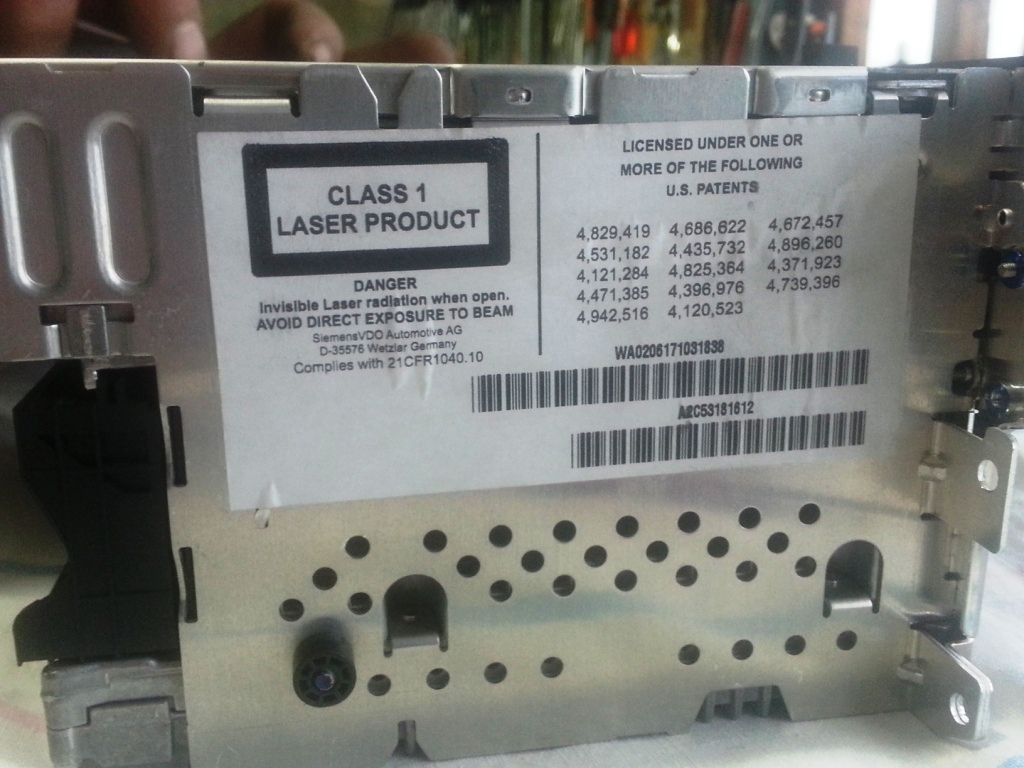 CLASS 1
LASER PRODUCT
DANGER
Invisible Laser radiation when open.
AVOID DIRECT EXPOSURE TO BEAM
SiemensVDO Automotive AG
D-35576 Wetzlar Germany
Complies with 21CFR1040.10
LICENSED UNDER ONE OR
MORE OF THE FOLLOWING
U.S. PATENTS
4,829,419 4,686,622 4,672,457
4,531,182 4,435,732 4,896,260
4,121,284 4,825,364 4,371,923
4,471,385 4,396,976 4,739,396
4,942,516 4,120,523
WA0206171031838
A2C53181612